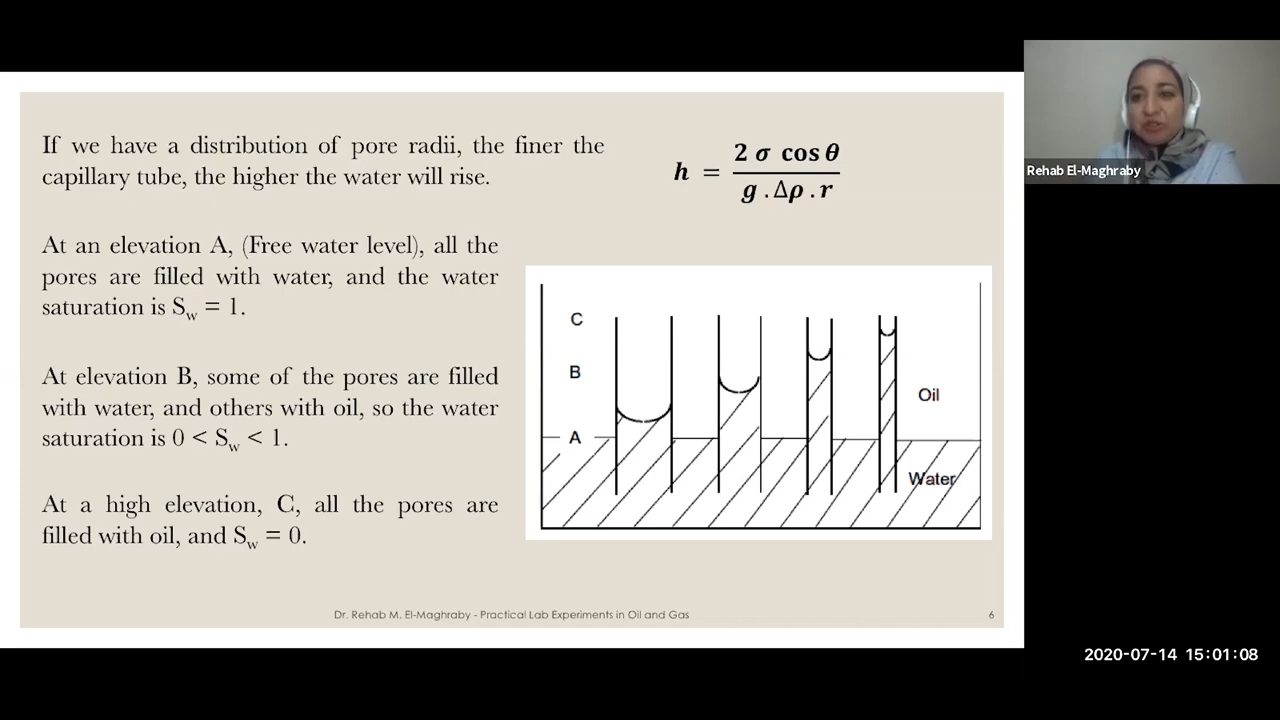 If we have a distribution of pore radii, the finer the
capillary tube, the higher the water will rise.
h = 2 σ cos θ / g . Δρ . r
At an elevation A, (Free water level), all the
pores are filled with water, and the water
saturation is Sw = 1.
At elevation B, some of the pores are filled
with water, and others with oil, so the water
saturation is 0 < Sw < 1.
At a high elevation, C, all the pores are
filled with oil, and Sw = 0.
C
B
A
Oil
Water
Dr. Rehab M. El-Maghraby - Practical Lab Experiments in Oil and Gas
6
Rehab El-Maghraby
2020-07-14 15:01:08